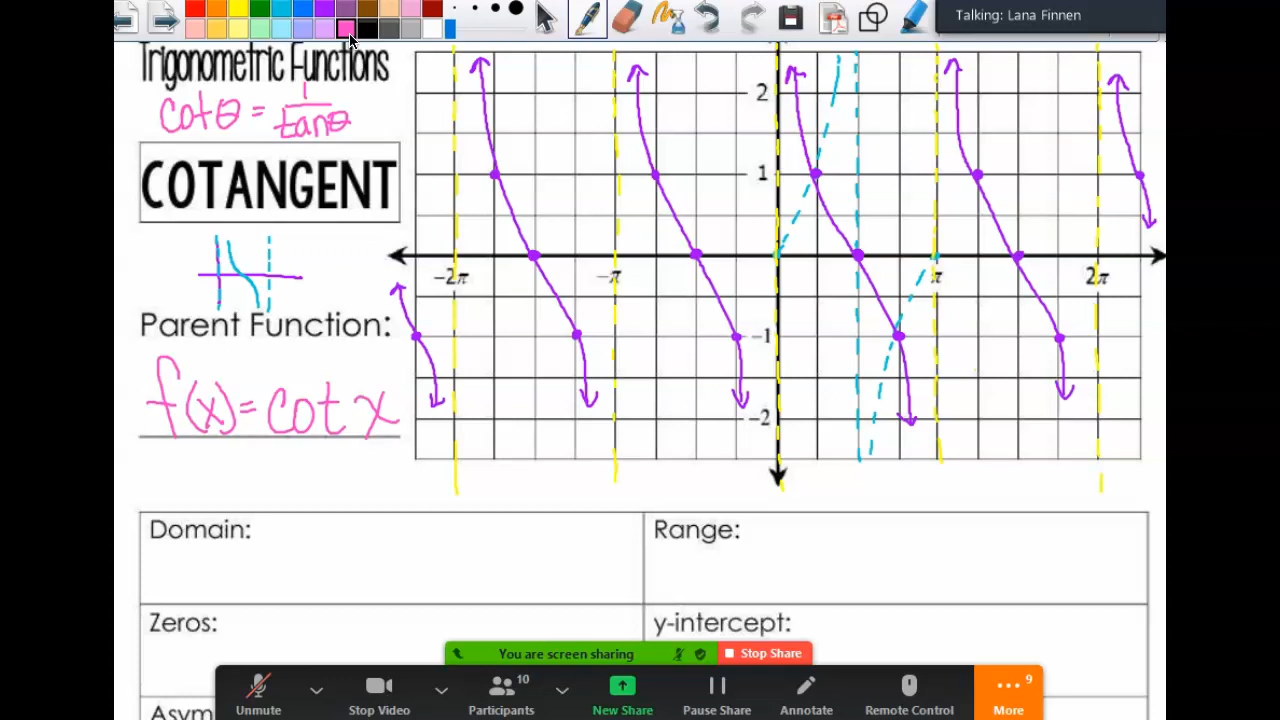 Talking: Lana Finnen
Trigonometric Functions
cotθ = 1/tanθ
COTANGENT
2
1
-2π
-π
π
2π
-1
-2
Parent Function:
f(x) = cot x
Domain:
Range:
Zeros:
y-intercept:
You are screen sharing
Stop Share
Asym
Unmute
Stop Video
Participants
10
New Share
Pause Share
Annotate
Remote Control
9
More